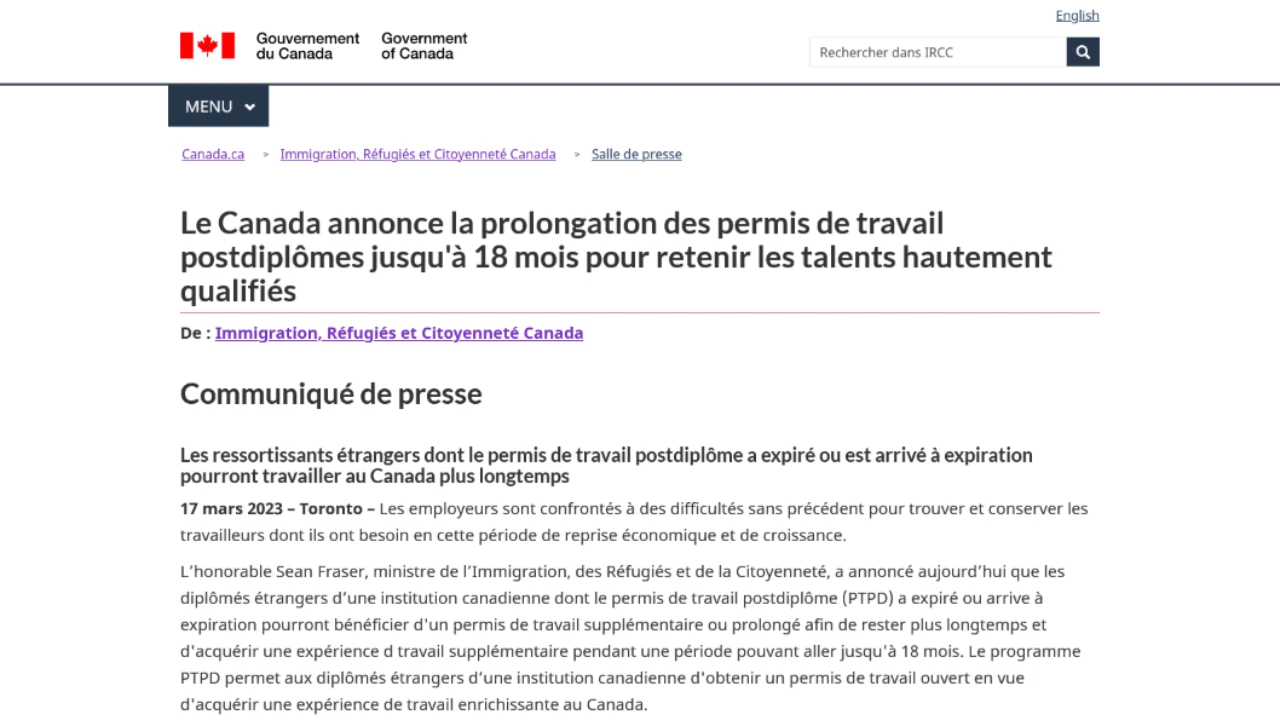 English
Gouvernement du Canada
Government of Canada
Rechercher dans IRCC
MENU
Canada.ca > Immigration, Réfugiés et Citoyenneté Canada > Salle de presse
Le Canada annonce la prolongation des permis de travail
postdiplômes jusqu'à 18 mois pour retenir les talents hautement
qualifiés
De : Immigration, Réfugiés et Citoyenneté Canada
Communiqué de presse
Les ressortissants étrangers dont le permis de travail postdiplôme a expiré ou est arrivé à expiration
pourront travailler au Canada plus longtemps
17 mars 2023 – Toronto – Les employeurs sont confrontés à des difficultés sans précédent pour trouver et conserver les
travailleurs dont ils ont besoin en cette période de reprise économique et de croissance.
L’honorable Sean Fraser, ministre de l’Immigration, des Réfugiés et de la Citoyenneté, a annoncé aujourd’hui que les
diplômés étrangers d’une institution canadienne dont le permis de travail postdiplôme (PTPD) a expiré ou arrive à
expiration pourront bénéficier d'un permis de travail supplémentaire ou prolongé afin de rester plus longtemps et
d'acquérir une expérience d travail supplémentaire pendant une période pouvant aller jusqu'à 18 mois. Le programme
PTPD permet aux diplômés étrangers d’une institution canadienne d'obtenir un permis de travail ouvert en vue
d'acquérir une expérience de travail enrichissante au Canada.